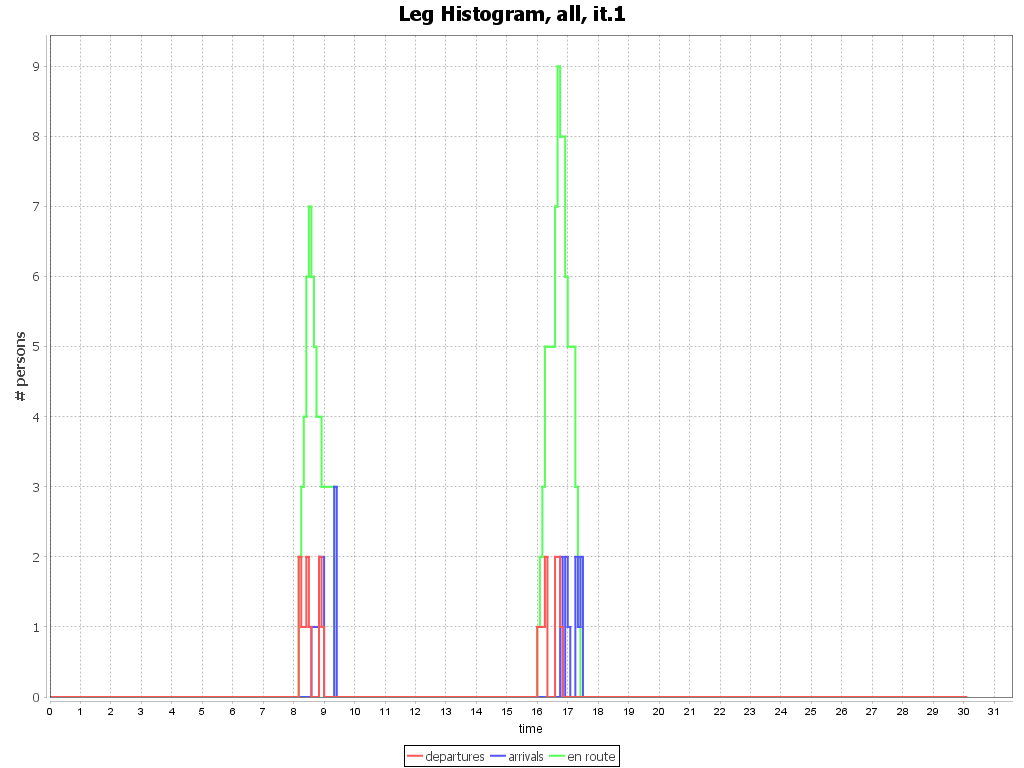 Leg Histogram, all, it.1
# persons
9
8
7
6
5
4
3
2
1
0
0 1 2 3 4 5 6 7 8 9 10 11 12 13 14 15 16 17 18 19 20 21 22 23 24 25 26 27 28 29 30 31
time
departures arrivals en route